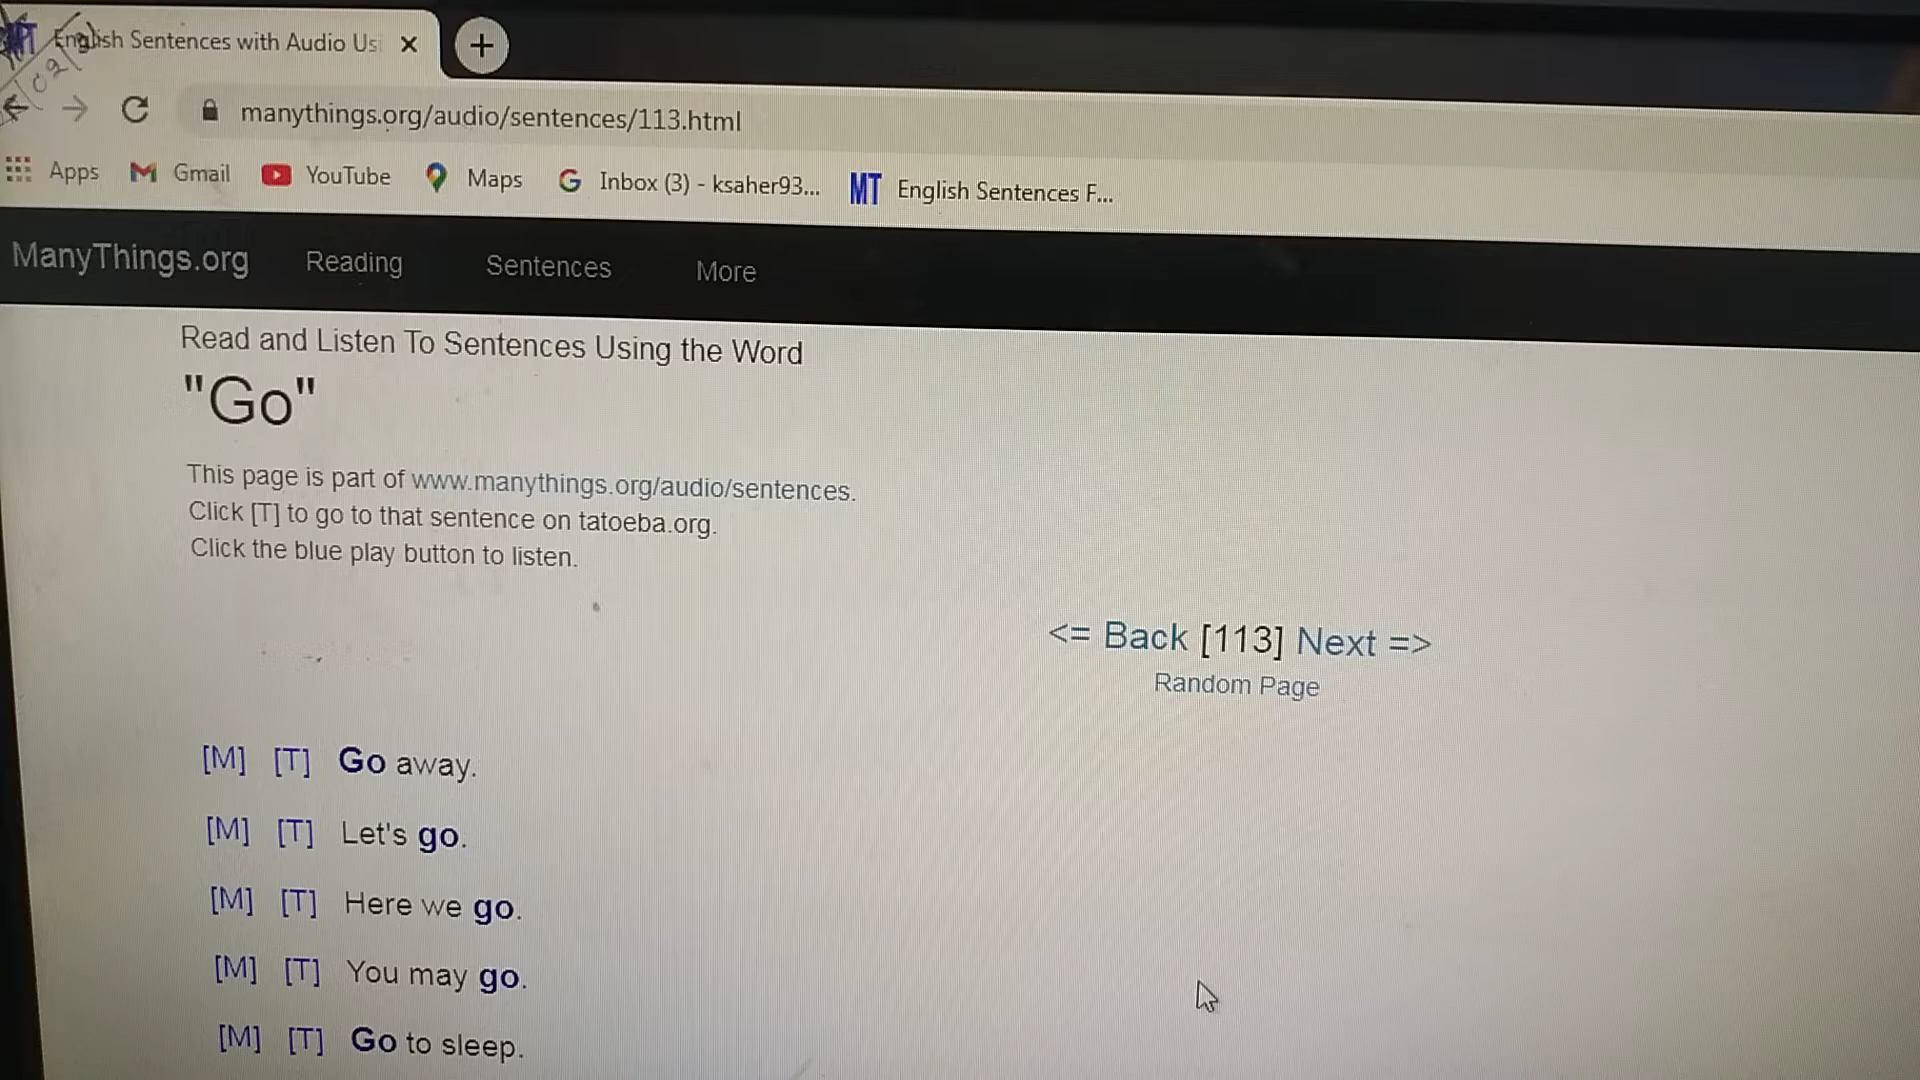 English Sentences with Audio Us
manythings.org/audio/sentences/113.html
Apps Gmail YouTube Maps Inbox (3) - ksaher93... MT English Sentences F...
ManyThings.org Reading Sentences More
Read and Listen To Sentences Using the Word
"Go"
This page is part of www.manythings.org/audio/sentences.
Click [T] to go to that sentence on tatoeba.org.
Click the blue play button to listen.
<= Back [113] Next =>
Random Page
[M] [T] Go away.
[M] [T] Let's go.
[M] [T] Here we go.
[M] [T] You may go.
[M] [T] Go to sleep.